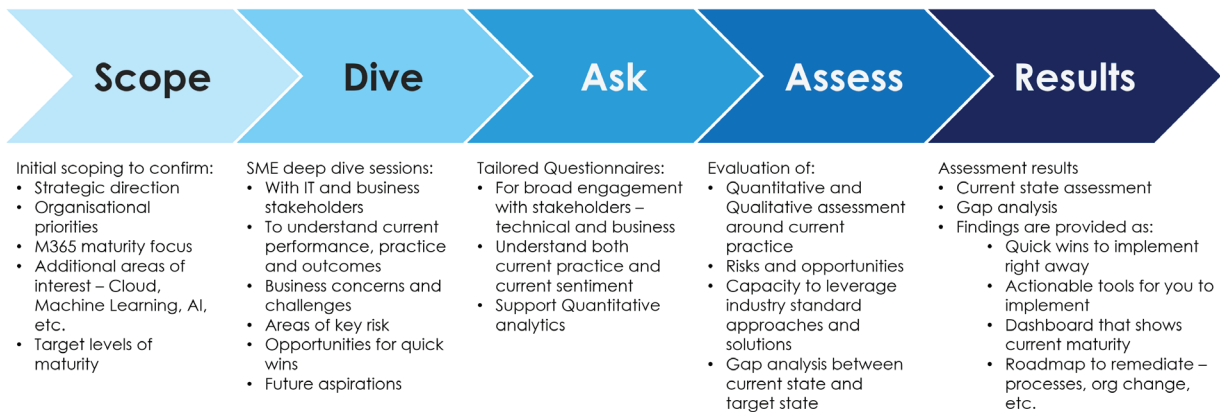 Scope
Dive
Ask
Assess
Results
Initial scoping to confirm:
• Strategic direction
• Organisational
priorities
• M365 maturity focus
• Additional areas of
interest – Cloud,
Machine Learning, AI,
etc.
• Target levels of
maturity
SME deep dive sessions:
• With IT and business
stakeholders
• To understand current
performance, practice
and outcomes
• Business concerns and
challenges
• Areas of key risk
• Opportunities for quick
wins
• Future aspirations
Tailored Questionnaires:
• For broad engagement
with stakeholders –
technical and business
• Understand both
current practice and
current sentiment
• Support Quantitative
analytics
Evaluation of:
• Quantitative and
Qualitative assessment
around current
practice
• Risks and opportunities
• Capacity to leverage
industry standard
approaches and
solutions
• Gap analysis between
current state and
target state
Assessment results
• Current state assessment
• Gap analysis
• Findings are provided as:
• Quick wins to implement
right away
• Actionable tools for you to
implement
• Dashboard that shows
current maturity
• Roadmap to remediate –
processes, org change,
etc.